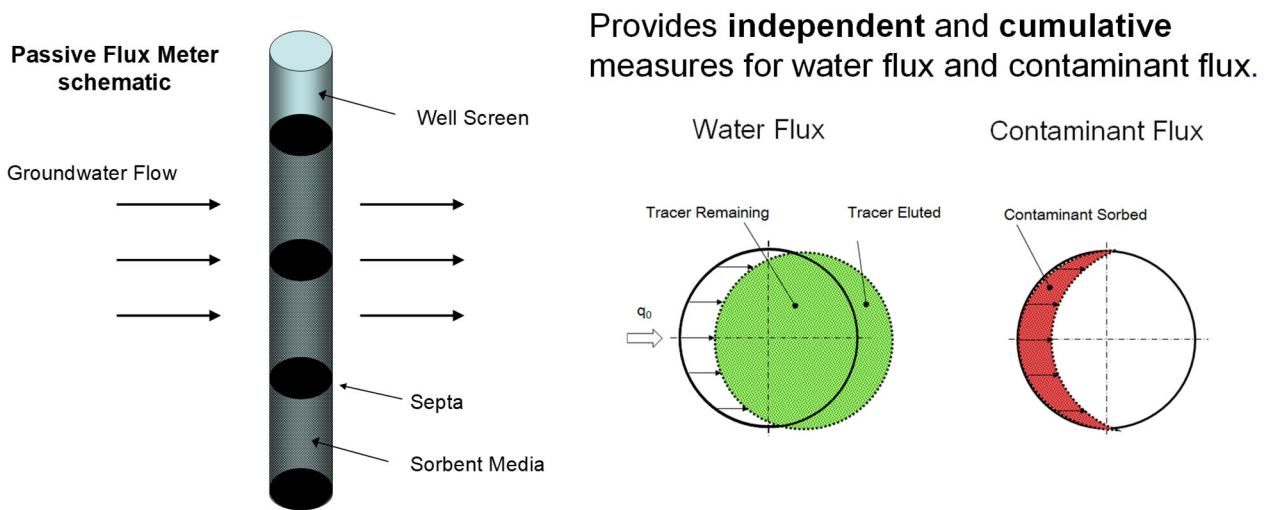 Passive Flux Meter
schematic
Well Screen
Groundwater Flow
Septa
Sorbent Media
Provides independent and cumulative
measures for water flux and contaminant flux.
Water Flux
Contaminant Flux
Tracer Remaining
Tracer Eluted
Contaminant Sorbed
q₀